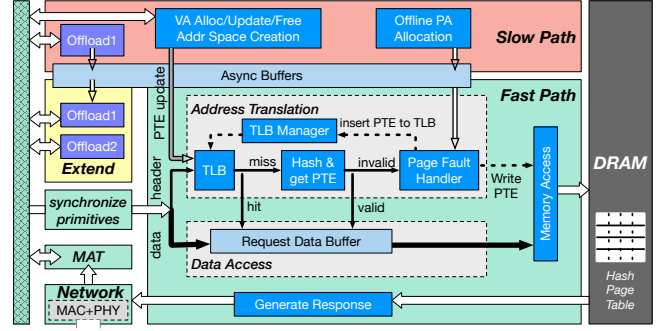 VA Alloc/Update/Free
Addr Space Creation
Offline PA
Allocation
Slow Path
Offload1
Async Buffers
PTE update
Fast Path
Address Translation
Offload1
Offload2
Extend
TLB Manager
insert PTE to TLB
TLB
miss
Hash &
get PTE
invalid
Page Fault
Handler
Write
PTE
Memory Access
DRAM
header
hit
valid
synchronize
primitives
data
Request Data Buffer
Data Access
MAT
Network
MAC+PHY
Generate Response
Hash
Page
Table